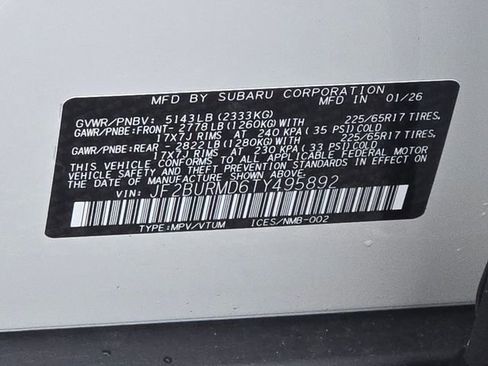 MFD BY SUBARU CORPORATION MFD IN 01/26
GVWR/PNBV: 5143LB (2333KG)
GAWR/PNBE:FRONT- 2778LB (1260KG) WITH 225/65R17 TIRES,
17X7J RIMS AT 240 KPA (35 PSI) COLD
GAWR/PNBE:REAR - 2822LB (1280KG) WITH 225/65R17 TIRES,
17X7J RIMS AT 230 KPA (33 PSI) COLD
THIS VEHICLE CONFORMS TO ALL APPLICABLE FEDERAL MOTOR
VEHICLE SAFETY AND THEFT PREVENTION STANDARDS IN EFFECT
ON THE DATE OF MANUFACTURE SHOWN ABOVE.
VIN: JF2BURMD6TY495892
TYPE:MPV/VTUM ICES/NMB-002